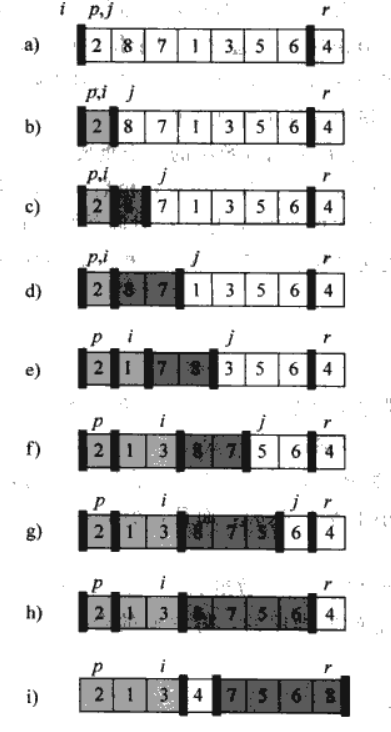 i p,j r
a) 2 8 7 1 3 5 6 4
p,i j r
b) 2 8 7 1 3 5 6 4
p,i j r
c) 2 7 1 3 5 6 4
p,i j r
d) 2 8 7 1 3 5 6 4
p i j r
e) 2 1 7 8 3 5 6 4
p i j r
f) 2 1 3 8 7 5 6 4
p i j r
g) 2 1 3 8 7 5 6 4
p i r
h) 2 1 3 8 7 5 6 4
p i r
i) 2 1 3 4 7 5 6 8